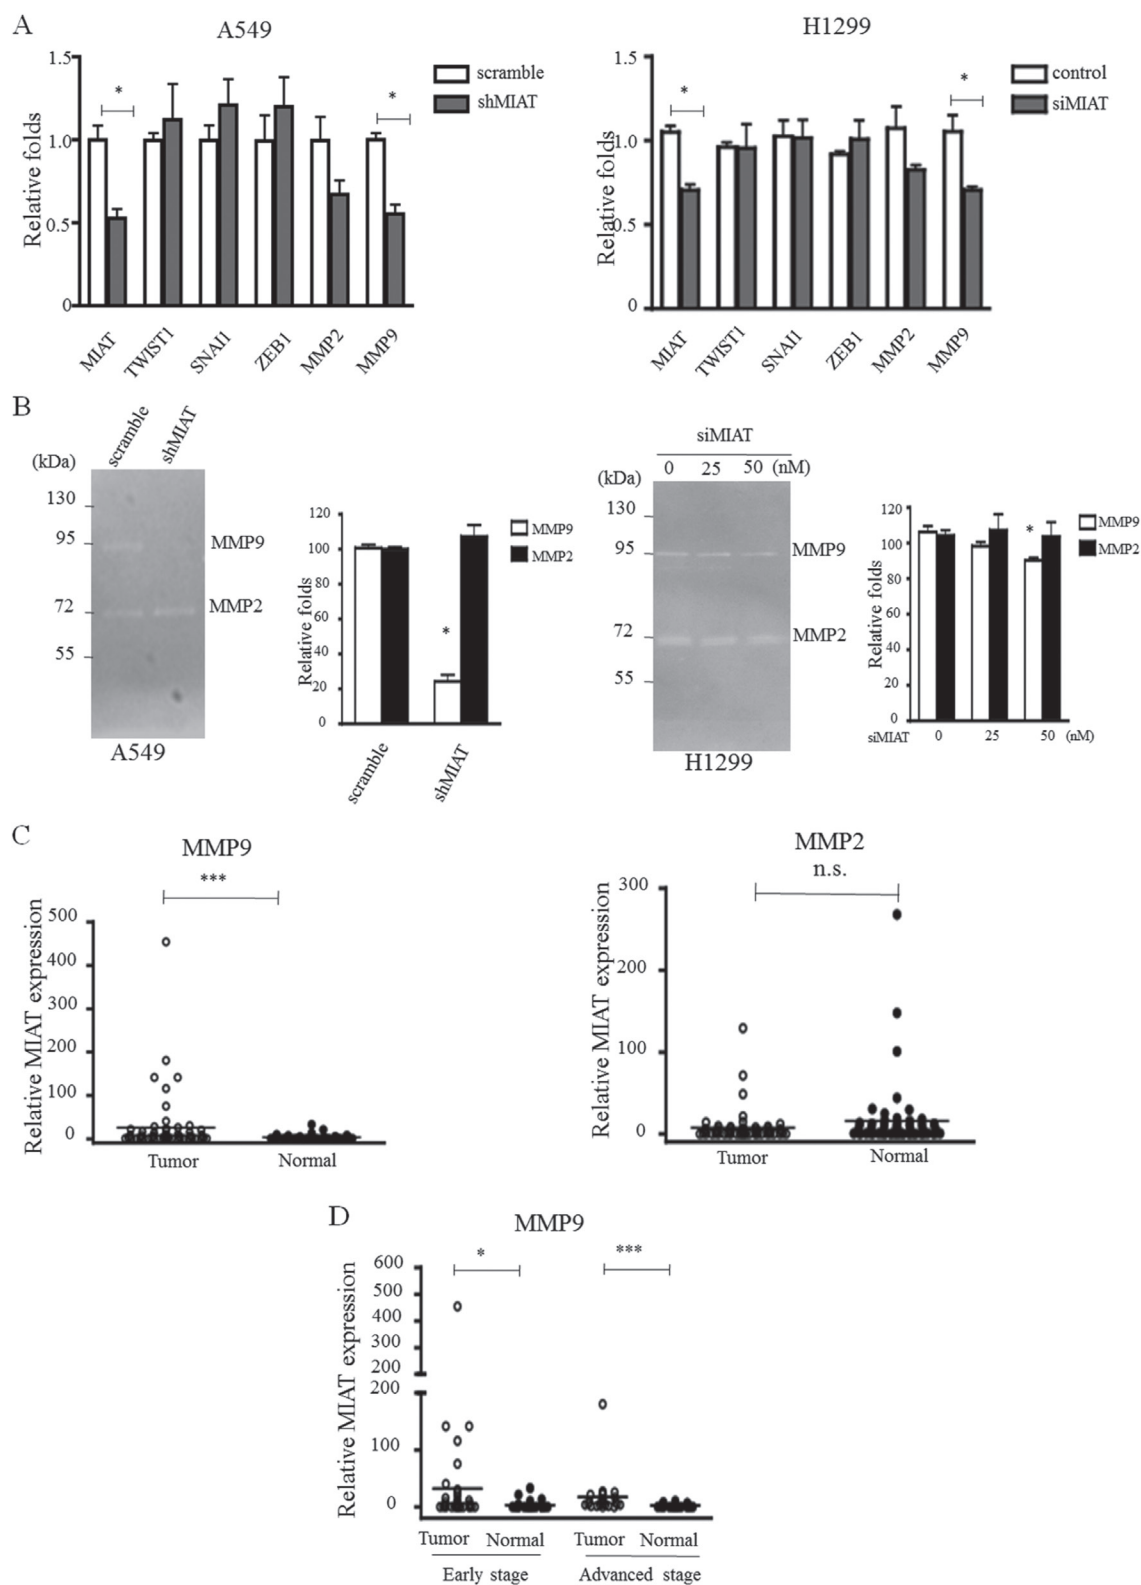 A
A549
1.5
1.0
0.5
0
Relative folds
*
*
scramble
shMIAT
MIAT
TWIST1
SNAI1
ZEB1
MMP2
MMP9
H1299
1.5
1.0
0.5
0
Relative folds
*
*
control
siMIAT
MIAT
TWIST1
SNAI1
ZEB1
MMP2
MMP9
B
scramble
shMIAT
(kDa)
130
95
72
55
MMP9
MMP2
A549
120
100
80
60
40
20
0
Relative folds
*
MMP9
MMP2
scramble
shMIAT
siMIAT
0 25 50 (nM)
(kDa)
130
95
72
55
MMP9
MMP2
H1299
120
100
80
60
40
20
0
Relative folds
*
MMP9
MMP2
siMIAT 0 25 50 (nM)
C
MMP9
***
500
400
300
200
100
0
Relative MIAT expression
Tumor Normal
MMP2
n.s.
300
200
100
0
Relative MIAT expression
Tumor Normal
D
MMP9
* ***
600
500
400
300
200
200
100
0
Relative MIAT expression
Tumor Normal Tumor Normal
Early stage Advanced stage